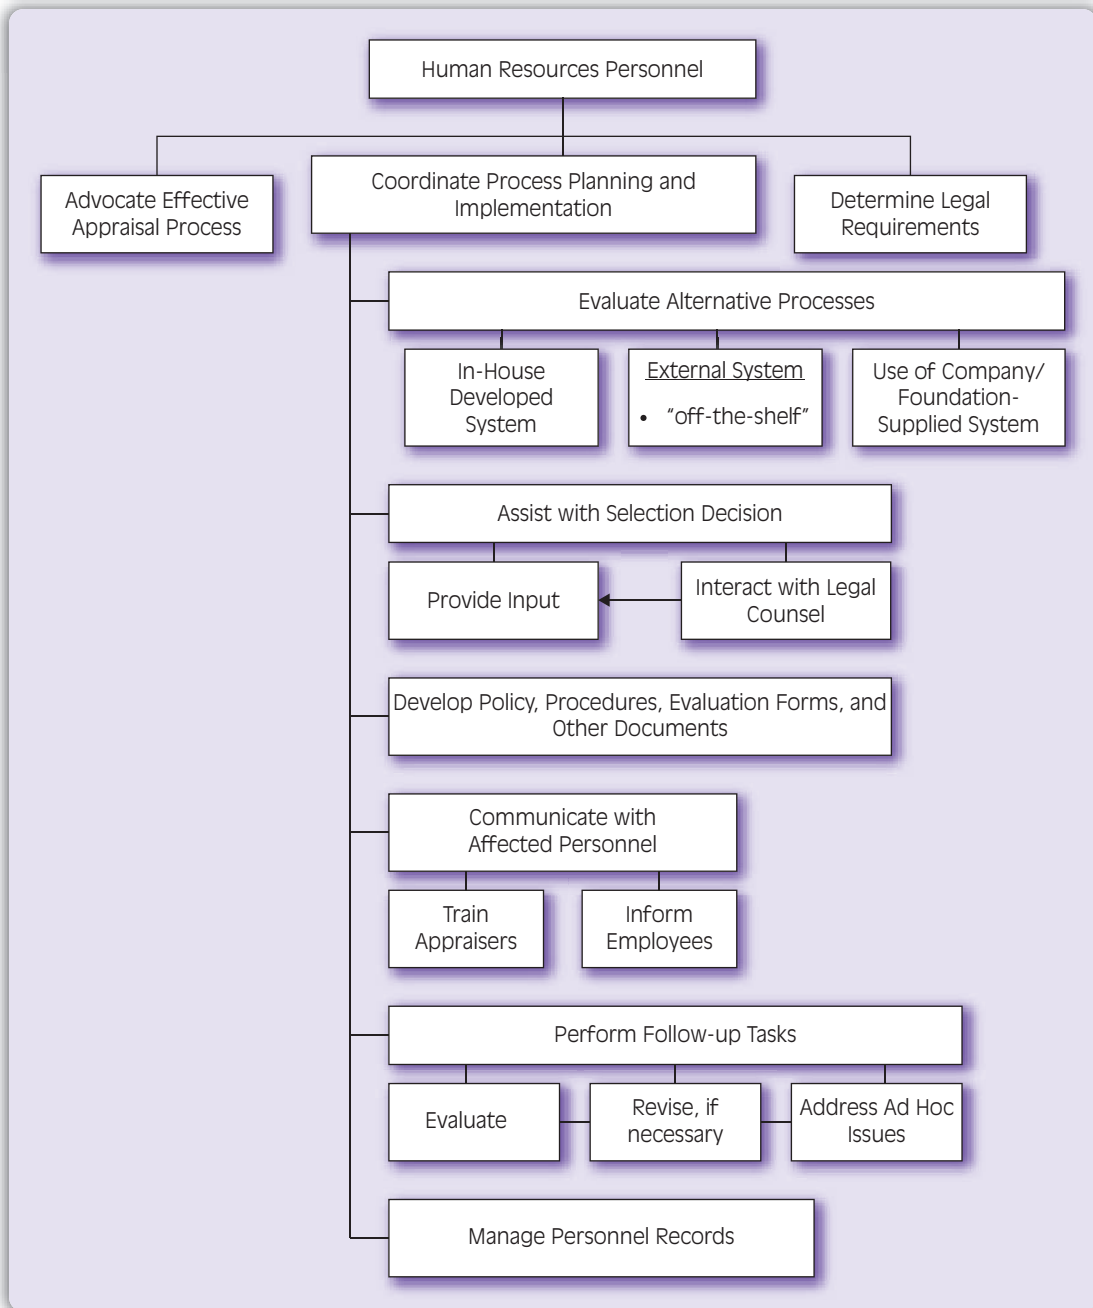 Human Resources Personnel
Advocate Effective
Appraisal Process
Coordinate Process Planning and
Implementation
Determine Legal
Requirements
Evaluate Alternative Processes
In-House
Developed
System
External System
• “off-the-shelf”
Use of Company/
Foundation-
Supplied System
Assist with Selection Decision
Provide Input
Interact with Legal
Counsel
Develop Policy, Procedures, Evaluation Forms, and
Other Documents
Communicate with
Affected Personnel
Train
Appraisers
Inform
Employees
Perform Follow-up Tasks
Evaluate
Revise, if
necessary
Address Ad Hoc
Issues
Manage Personnel Records